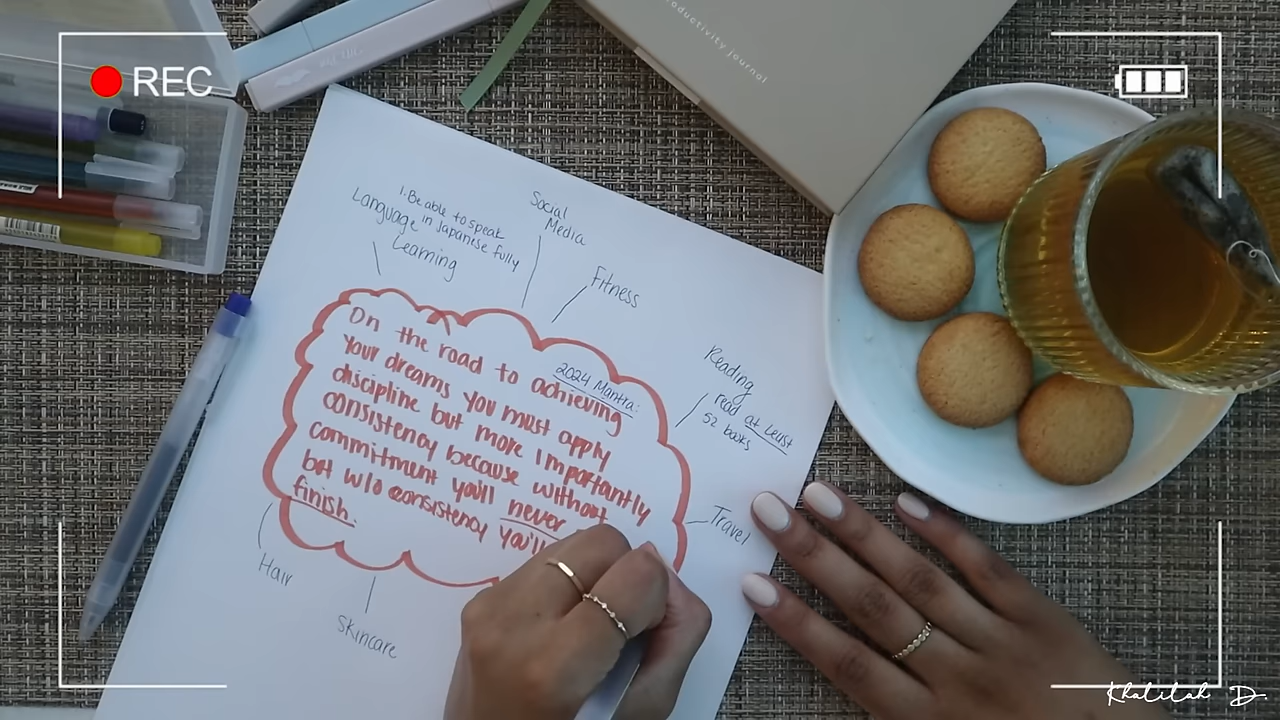 REC
productivity journal
1. Be able to speak
in Japanese fully
Language
Learning
Social
Media
Fitness
Reading
read at least
52 books
Travel
2024 Mantra:
On the road to achieving
Your dreams you must apply
discipline but more importantly
consistency because without
commitment you'll never
but w/o consistency you'll
finish.
Hair
Skincare
Khalilah D.